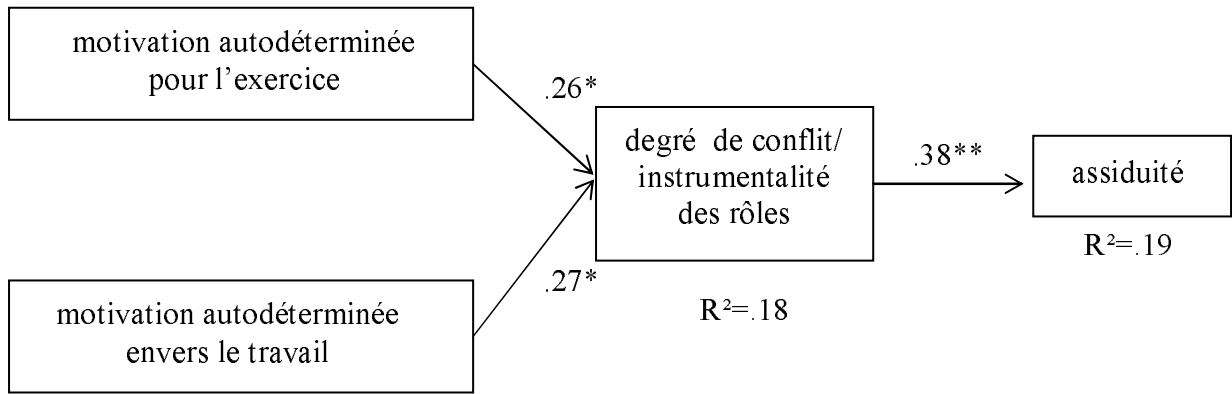 motivation autodéterminée
pour l'exercice
.26*
degré de conflit/
instrumentalité
des rôles
.38**
assiduité
R²=.19
.27*
R²=.18
motivation autodéterminée
envers le travail